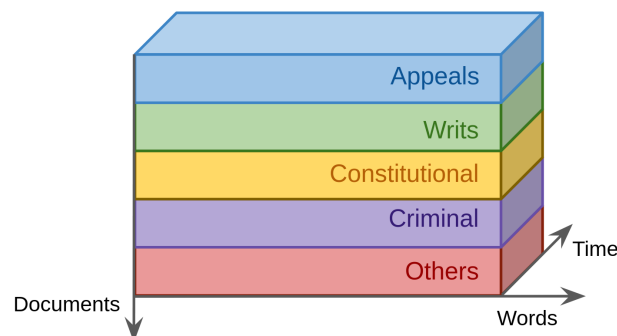 Appeals
Writs
Constitutional
Criminal
Others
Time
Documents
Words